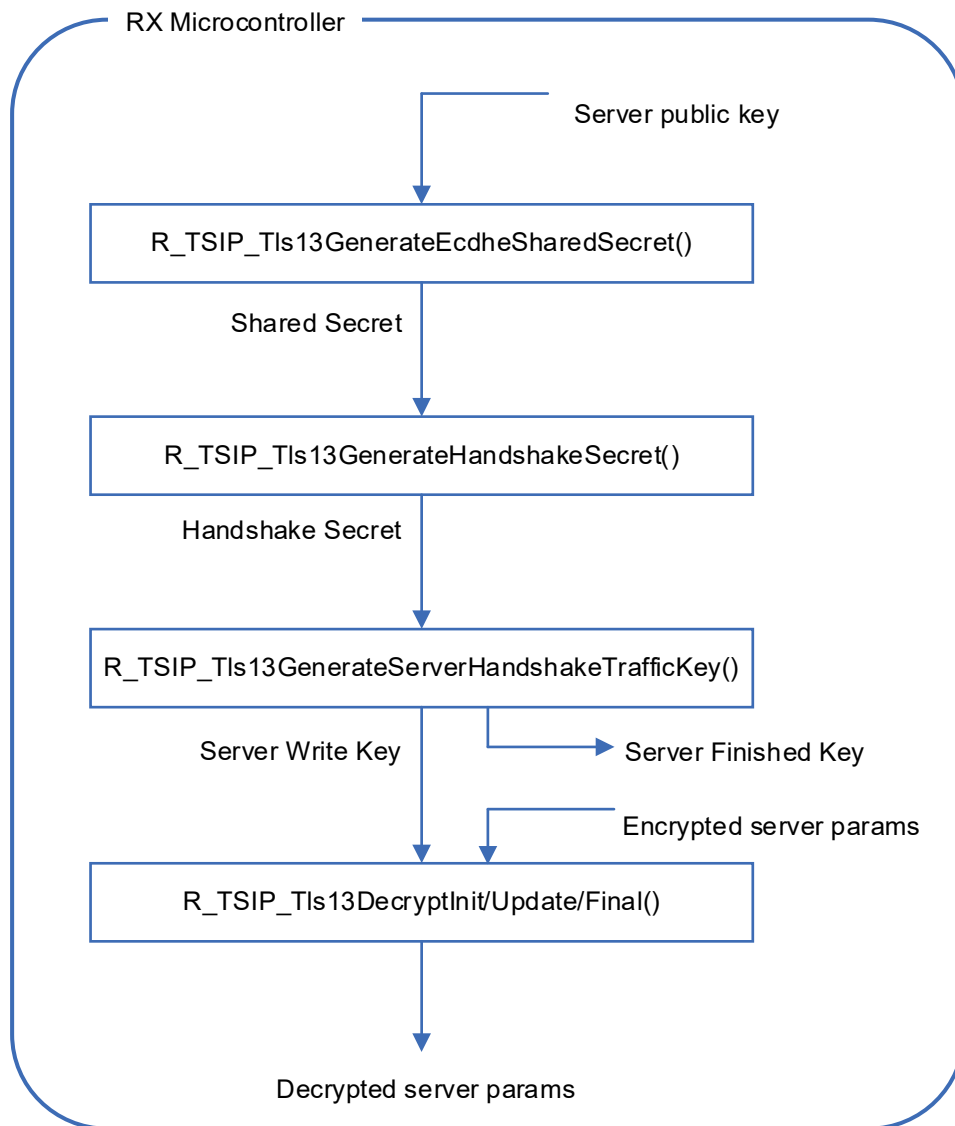 RX Microcontroller
Server public key
R_TSIP_Tls13GenerateEcdheSharedSecret()
Shared Secret
R_TSIP_Tls13GenerateHandshakeSecret()
Handshake Secret
R_TSIP_Tls13GenerateServerHandshakeTrafficKey()
Server Write Key
Server Finished Key
Encrypted server params
R_TSIP_Tls13DecryptInit/Update/Final()
Decrypted server params